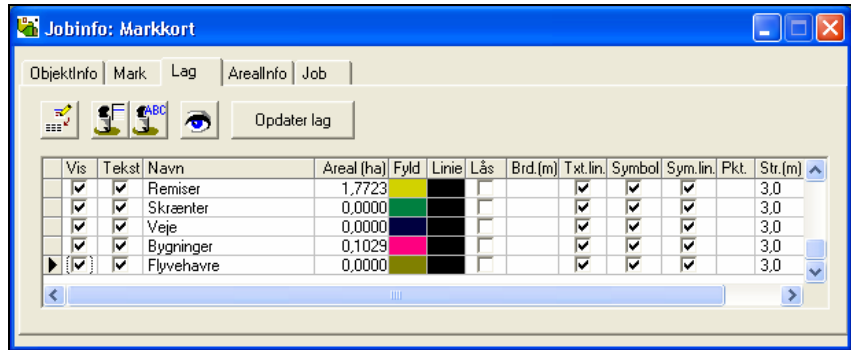 Jobinfo: Markkort
ObjektInfo Mark Lag ArealInfo Job
ABC Opdater lag
Vis Tekst Navn Areal (ha) Fyld Linie Lås Brd.(m) Txt.lin. Symbol Sym.lin. Pkt. Str.(m)
Remiser 1,7723 3,0
Skrænter 0,0000 3,0
Veje 0,0000 3,0
Bygninger 0,1029 3,0
Flyvehavre 0,0000 3,0